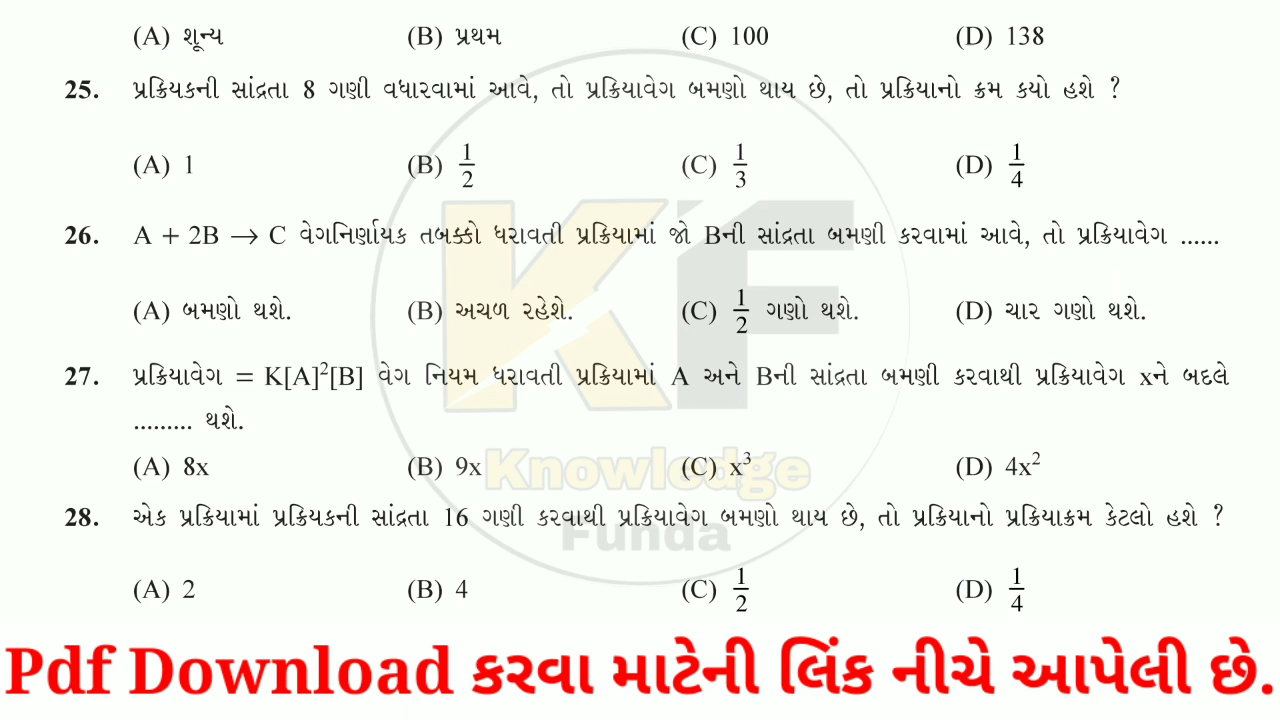 (A) શૂન્ય (B) પ્રથમ (C) 100 (D) 138
25. પ્રક્રિયકની સાંદ્રતા 8 ગણી વધારવામાં આવે, તો પ્રક્રિયાવેગ બમણો થાય છે, તો પ્રક્રિયાનો ક્રમ કયો હશે ?
(A) 1 (B) 1/2 (C) 1/3 (D) 1/4
26. A + 2B → C વેગનિર્ણાયક તબક્કો ધરાવતી પ્રક્રિયામાં જો Bની સાંદ્રતા બમણી કરવામાં આવે, તો પ્રક્રિયાવેગ ......
(A) બમણો થશે. (B) અચળ રહેશે. (C) 1/2 ગણો થશે. (D) ચાર ગણો થશે.
27. પ્રક્રિયાવેગ = K[A]²[B] વેગ નિયમ ધરાવતી પ્રક્રિયામાં A અને Bની સાંદ્રતા બમણી કરવાથી પ્રક્રિયાવેગ xને બદલે
......... થશે.
(A) 8x (B) 9x (C) x³ (D) 4x²
28. એક પ્રક્રિયામાં પ્રક્રિયકની સાંદ્રતા 16 ગણી કરવાથી પ્રક્રિયાવેગ બમણો થાય છે, તો પ્રક્રિયાનો પ્રક્રિયાક્રમ કેટલો હશે ?
(A) 2 (B) 4 (C) 1/2 (D) 1/4
KF
Knowledge
Funda
Pdf Download કરવા માટેની લિંક નીચે આપેલી છે.